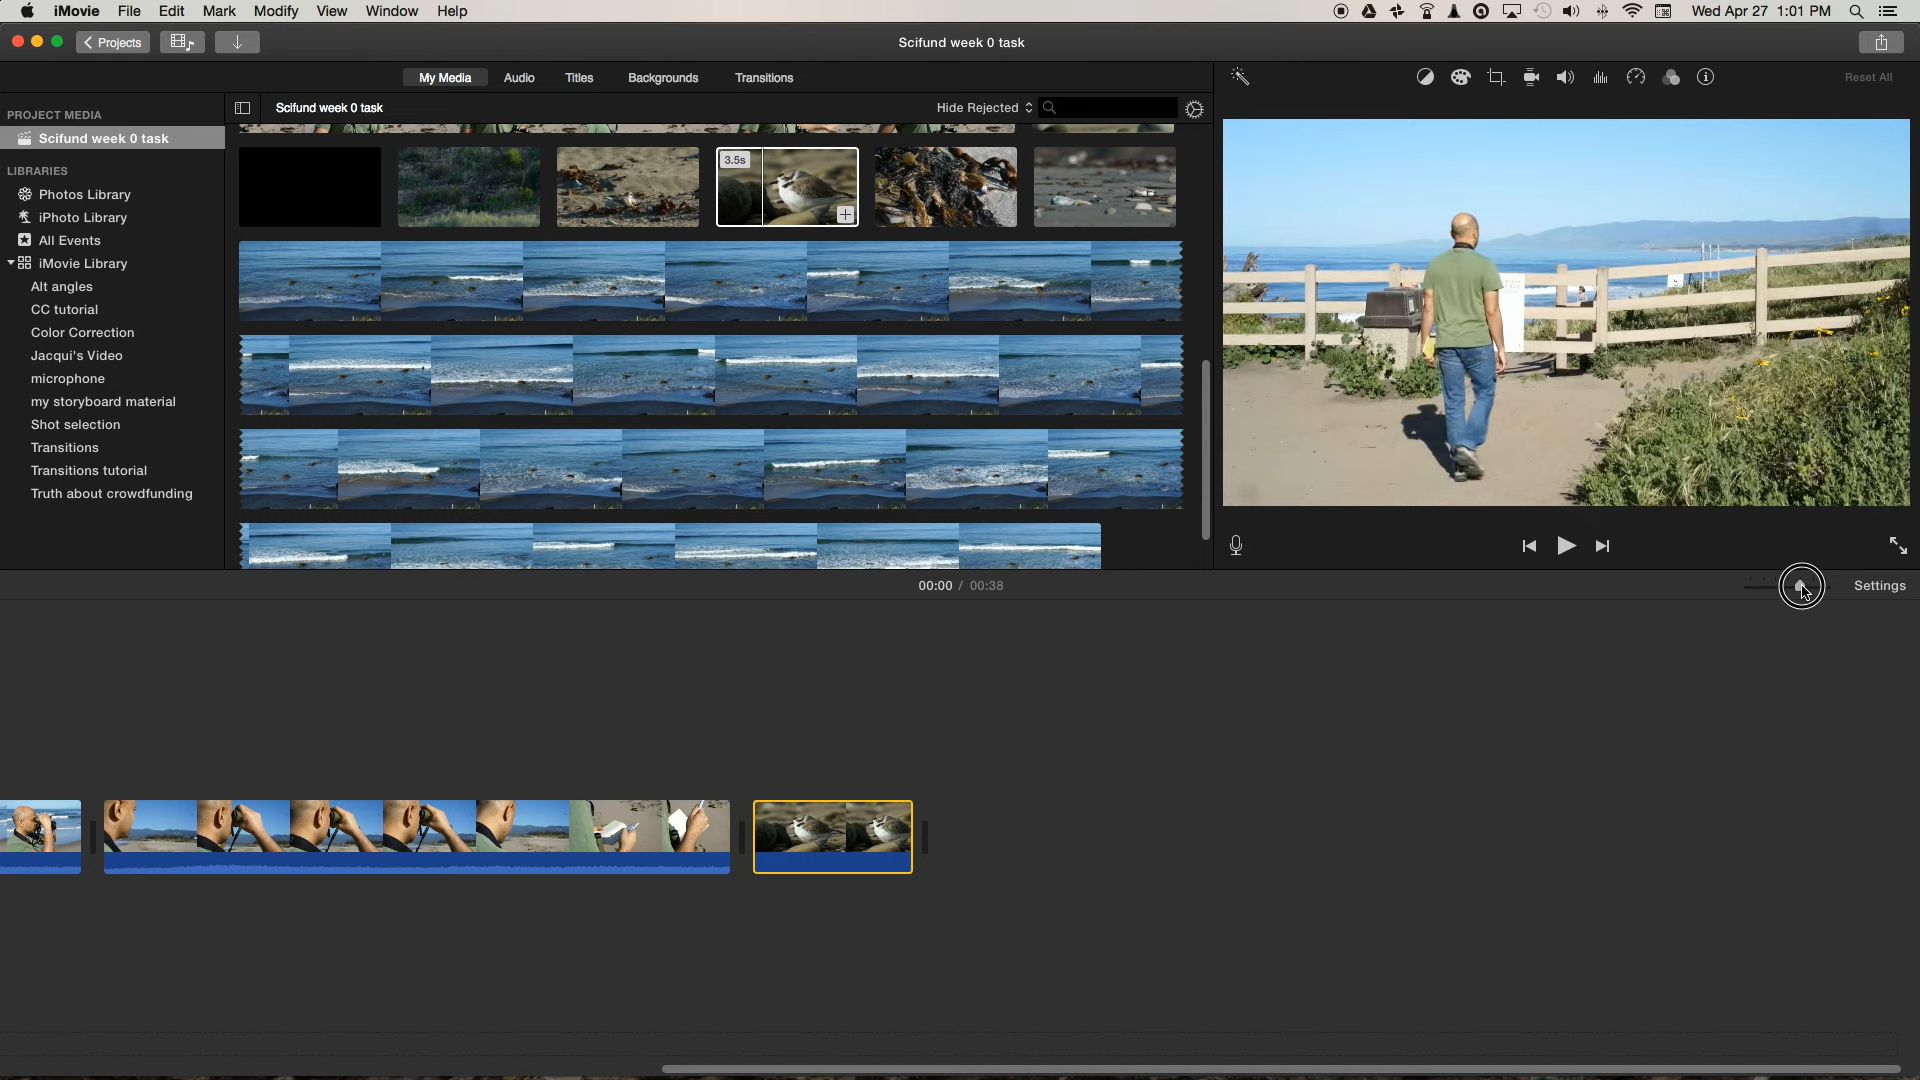 iMovie File Edit Mark Modify View Window Help
Wed Apr 27 1:01 PM
Projects
Scifund week 0 task
My Media Audio Titles Backgrounds Transitions
Reset All
PROJECT MEDIA
Scifund week 0 task
LIBRARIES
Photos Library
iPhoto Library
All Events
iMovie Library
Alt angles
CC tutorial
Color Correction
Jacqui's Video
microphone
my storyboard material
Shot selection
Transitions
Transitions tutorial
Truth about crowdfunding
Scifund week 0 task
Hide Rejected
3.5s
00:00 / 00:38
Settings